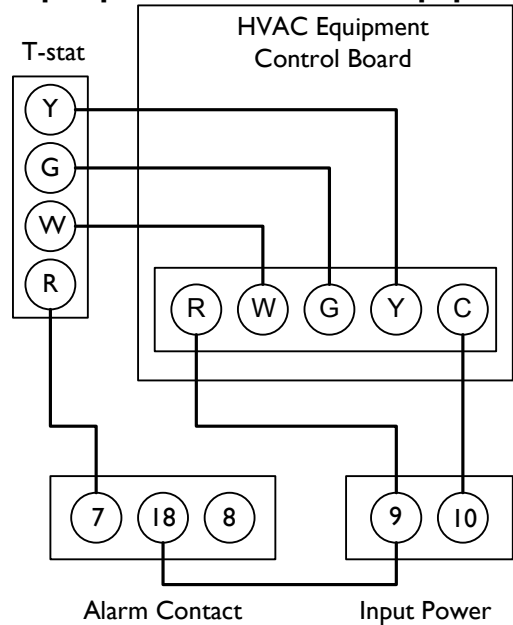 HVAC Equipment
Control Board
T-stat
Y
G
W
R
R W G Y C
7 18 8
9 10
Alarm Contact
Input Power